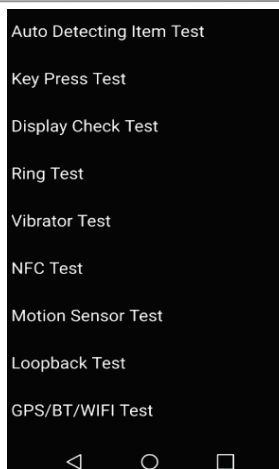 Auto Detecting Item Test
Key Press Test
Display Check Test
Ring Test
Vibrator Test
NFC Test
Motion Sensor Test
Loopback Test
GPS/BT/WIFI Test